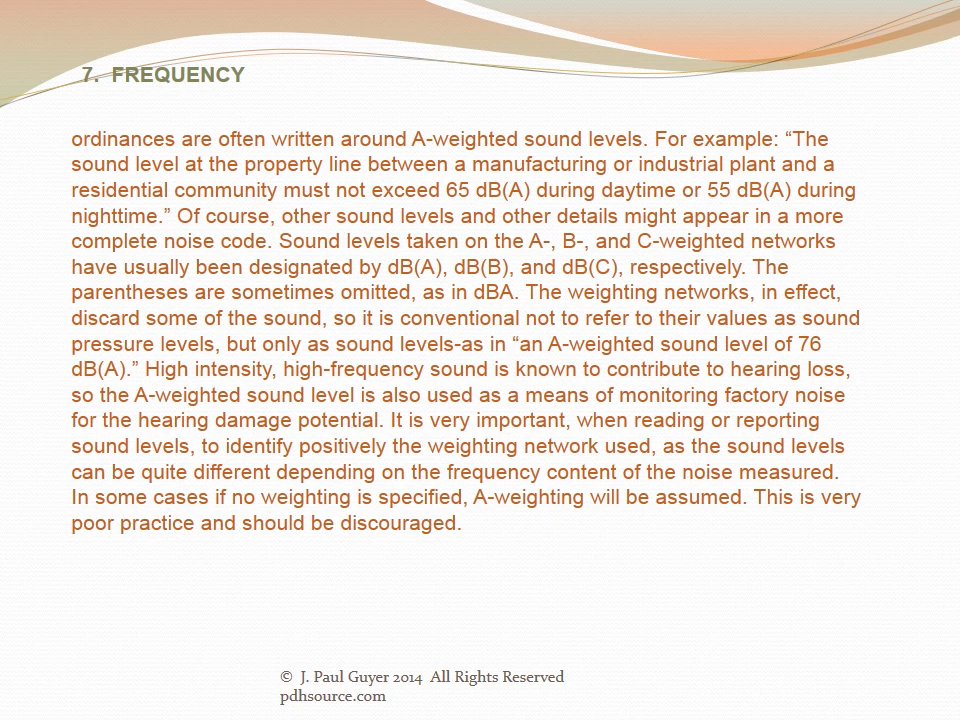 7.  FREQUENCY
ordinances are often written around A-weighted sound levels. For example: “The
sound level at the property line between a manufacturing or industrial plant and a
residential community must not exceed 65 dB(A) during daytime or 55 dB(A) during
nighttime.” Of course, other sound levels and other details might appear in a more
complete noise code. Sound levels taken on the A-, B-, and C-weighted networks
have usually been designated by dB(A), dB(B), and dB(C), respectively. The
parentheses are sometimes omitted, as in dBA. The weighting networks, in effect,
discard some of the sound, so it is conventional not to refer to their values as sound
pressure levels, but only as sound levels-as in “an A-weighted sound level of 76
dB(A).” High intensity, high-frequency sound is known to contribute to hearing loss,
so the A-weighted sound level is also used as a means of monitoring factory noise
for the hearing damage potential. It is very important, when reading or reporting
sound levels, to identify positively the weighting network used, as the sound levels
can be quite different depending on the frequency content of the noise measured.
In some cases if no weighting is specified, A-weighting will be assumed. This is very
poor practice and should be discouraged.
©  J. Paul Guyer 2014  All Rights Reserved
pdhsource.com